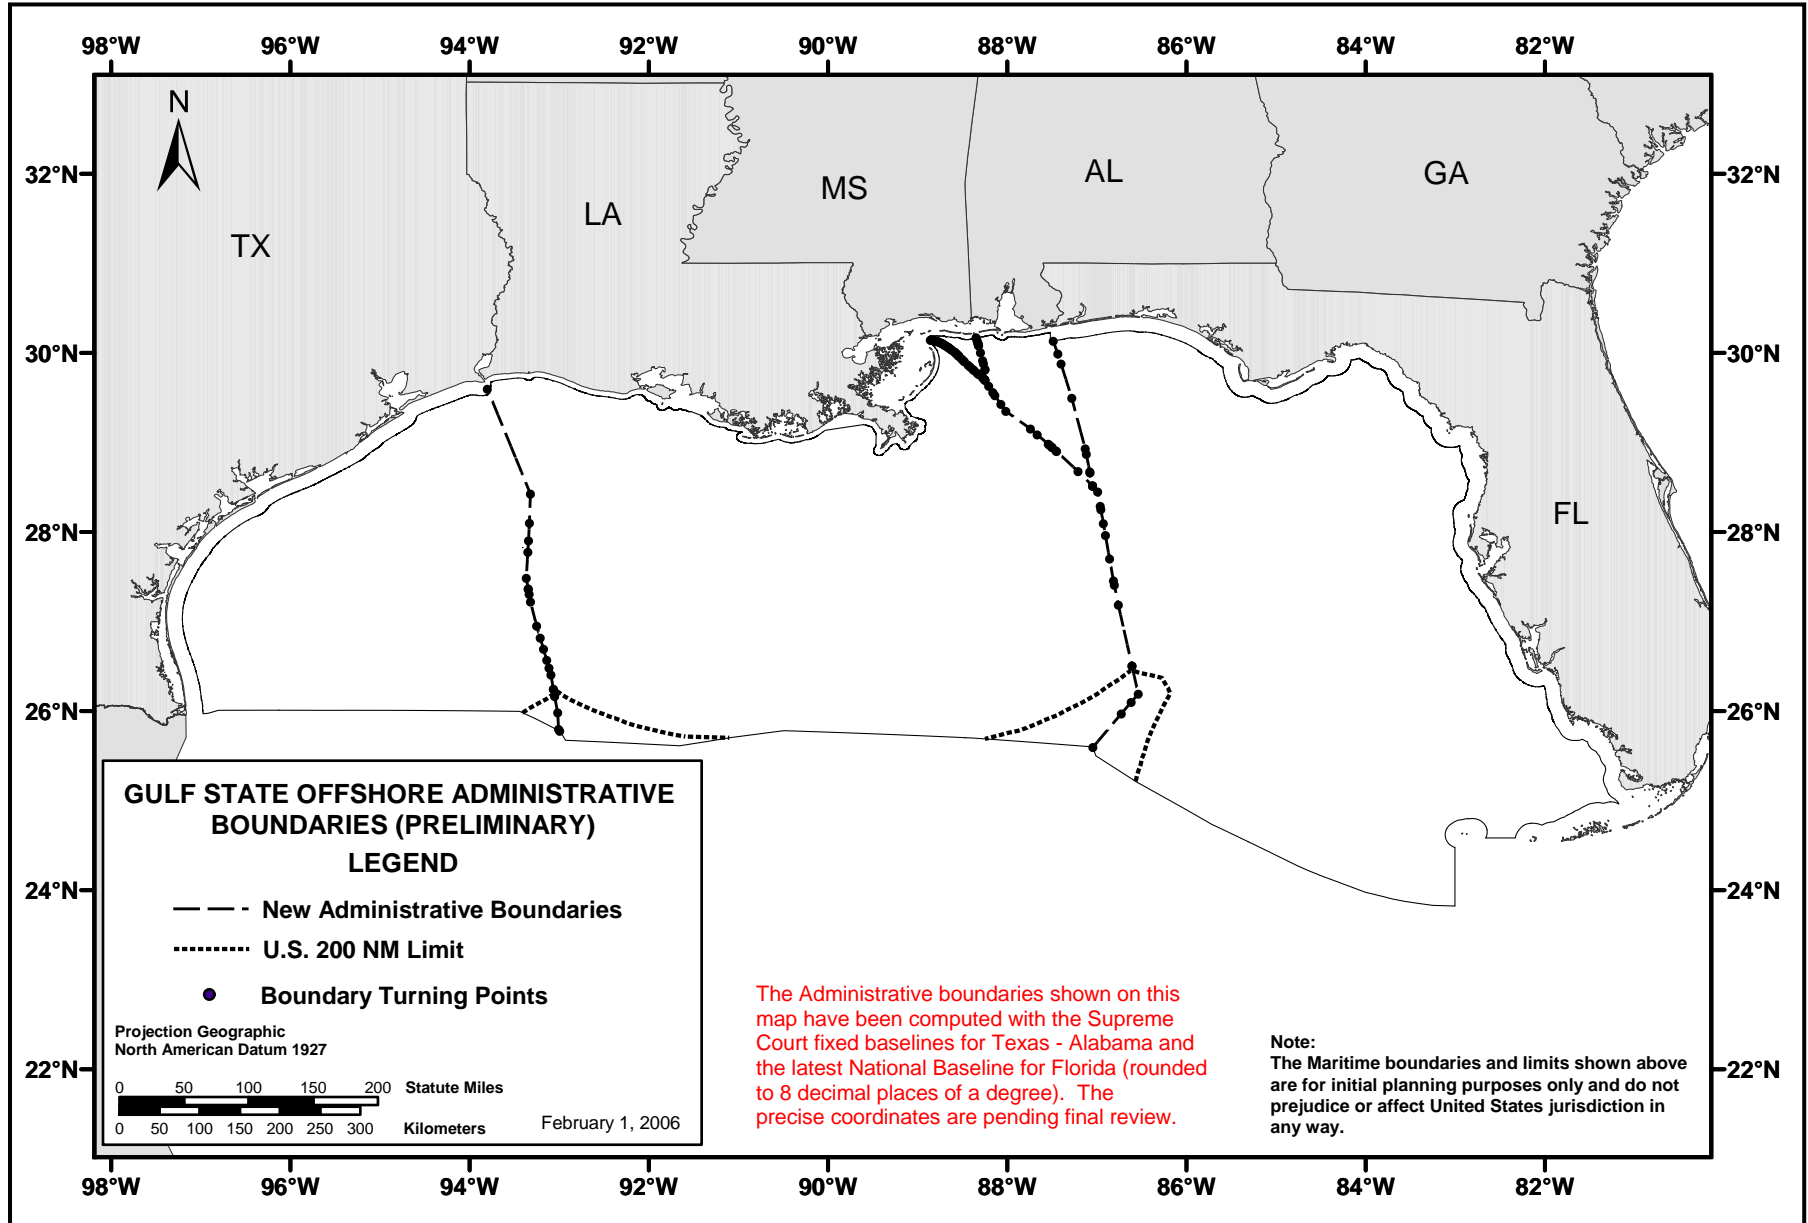 98°W 96°W 94°W 92°W 90°W 88°W 86°W 84°W 82°W
N
32°N 32°N
TX
LA
MS
AL
GA
30°N 30°N
28°N 28°N
FL
26°N 26°N
24°N 24°N
22°N 22°N
GULF STATE OFFSHORE ADMINISTRATIVE
BOUNDARIES (PRELIMINARY)
LEGEND
New Administrative Boundaries
U.S. 200 NM Limit
Boundary Turning Points
Projection Geographic
North American Datum 1927
0 50 100 150 200 Statute Miles
0 50 100 150 200 250 300 Kilometers
February 1, 2006
The Administrative boundaries shown on this
map have been computed with the Supreme
Court fixed baselines for Texas - Alabama and
the latest National Baseline for Florida (rounded
to 8 decimal places of a degree). The
precise coordinates are pending final review.
Note:
The Maritime boundaries and limits shown above
are for initial planning purposes only and do not
prejudice or affect United States jurisdiction in
any way.
98°W 96°W 94°W 92°W 90°W 88°W 86°W 84°W 82°W